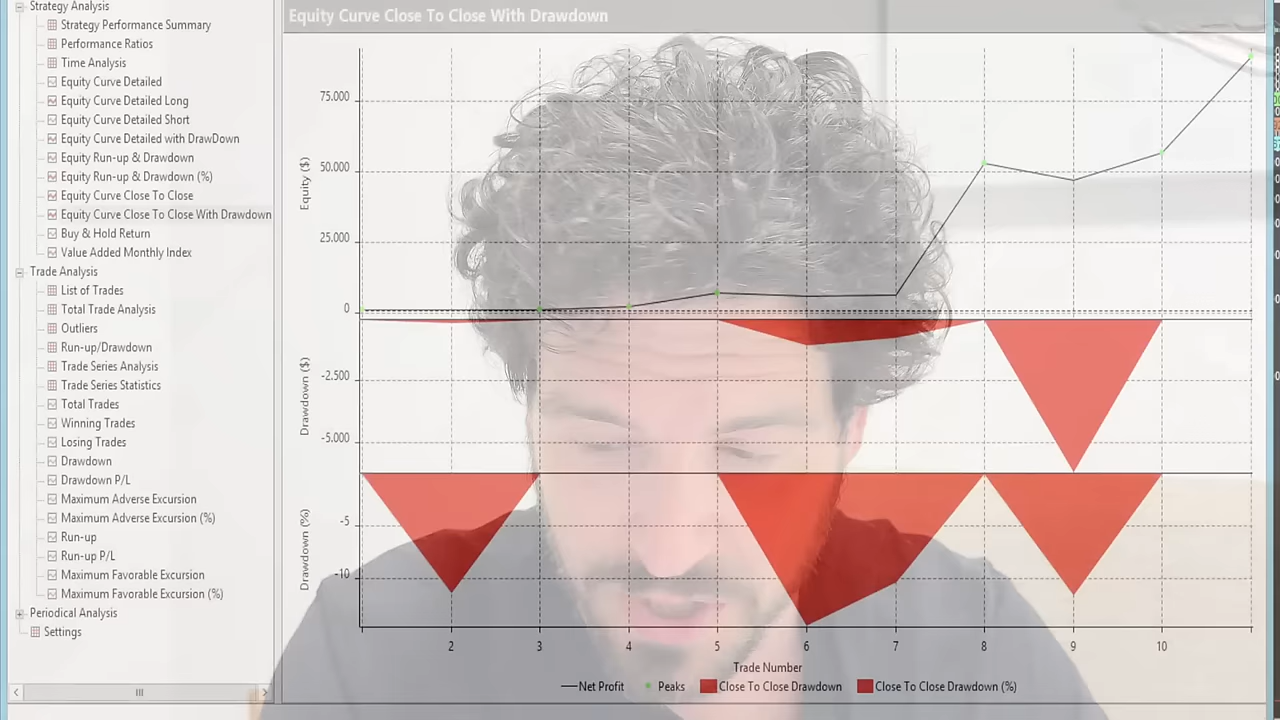 Strategy Analysis
Strategy Performance Summary
Performance Ratios
Time Analysis
Equity Curve Detailed
Equity Curve Detailed Long
Equity Curve Detailed Short
Equity Curve Detailed with DrawDown
Equity Run-up & Drawdown
Equity Run-up & Drawdown (%)
Equity Curve Close To Close
Equity Curve Close To Close With Drawdown
Buy & Hold Return
Value Added Monthly Index
Trade Analysis
List of Trades
Total Trade Analysis
Outliers
Run-up/Drawdown
Trade Series Analysis
Trade Series Statistics
Total Trades
Winning Trades
Losing Trades
Drawdown
Drawdown P/L
Maximum Adverse Excursion
Maximum Adverse Excursion (%)
Run-up
Run-up P/L
Maximum Favorable Excursion
Maximum Favorable Excursion (%)
Periodical Analysis
Settings
Equity Curve Close To Close With Drawdown
Equity ($)
75.000
50.000
25.000
0
Drawdown ($)
-2.500
-5.000
Drawdown (%)
-5
-10
2 3 4 5 6 7 8 9 10
Trade Number
Net Profit Peaks Close To Close Drawdown Close To Close Drawdown (%)